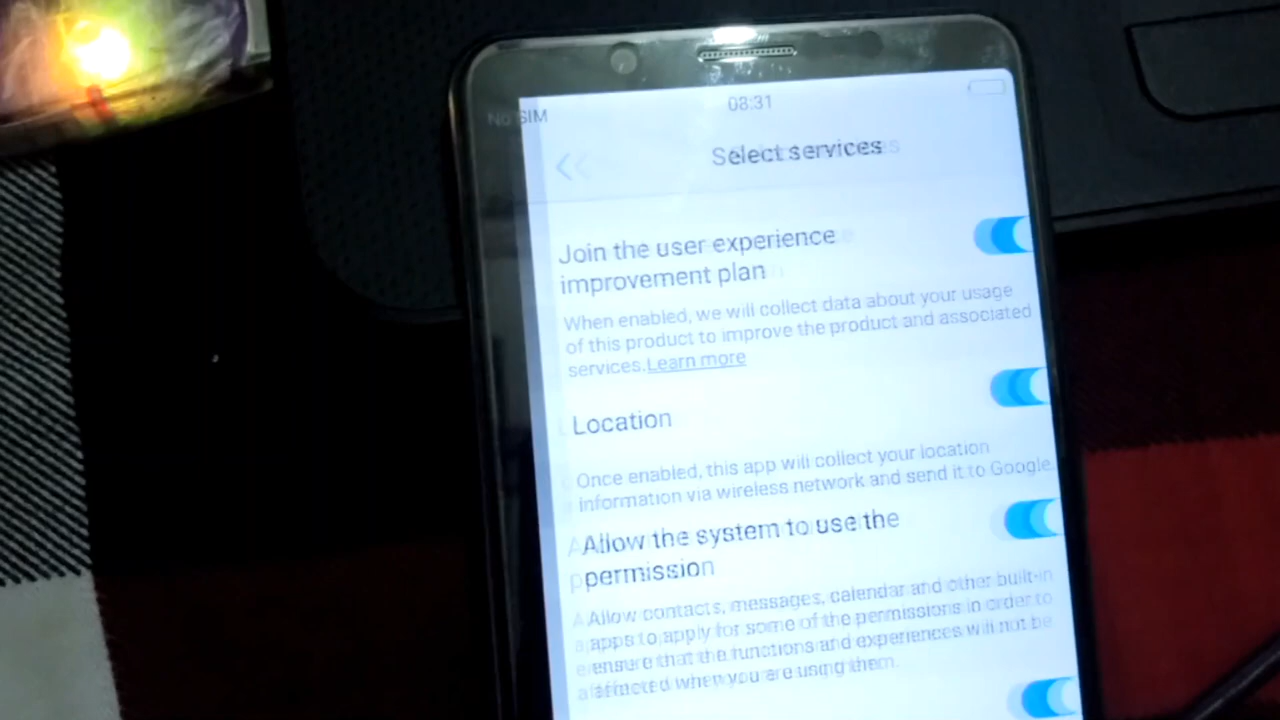 No SIM
08:31
Select services
Join the user experience
improvement plan
When enabled, we will collect data about your usage
of this product to improve the product and associated
services. Learn more
Location
Once enabled, this app will collect your location
information via wireless network and send it to Google.
Allow the system to use the
permission
Allow contacts, messages, calendar and other built-in
apps to apply for some of the permissions in order to
ensure that the functions and experiences will not be
affected when you are using them.